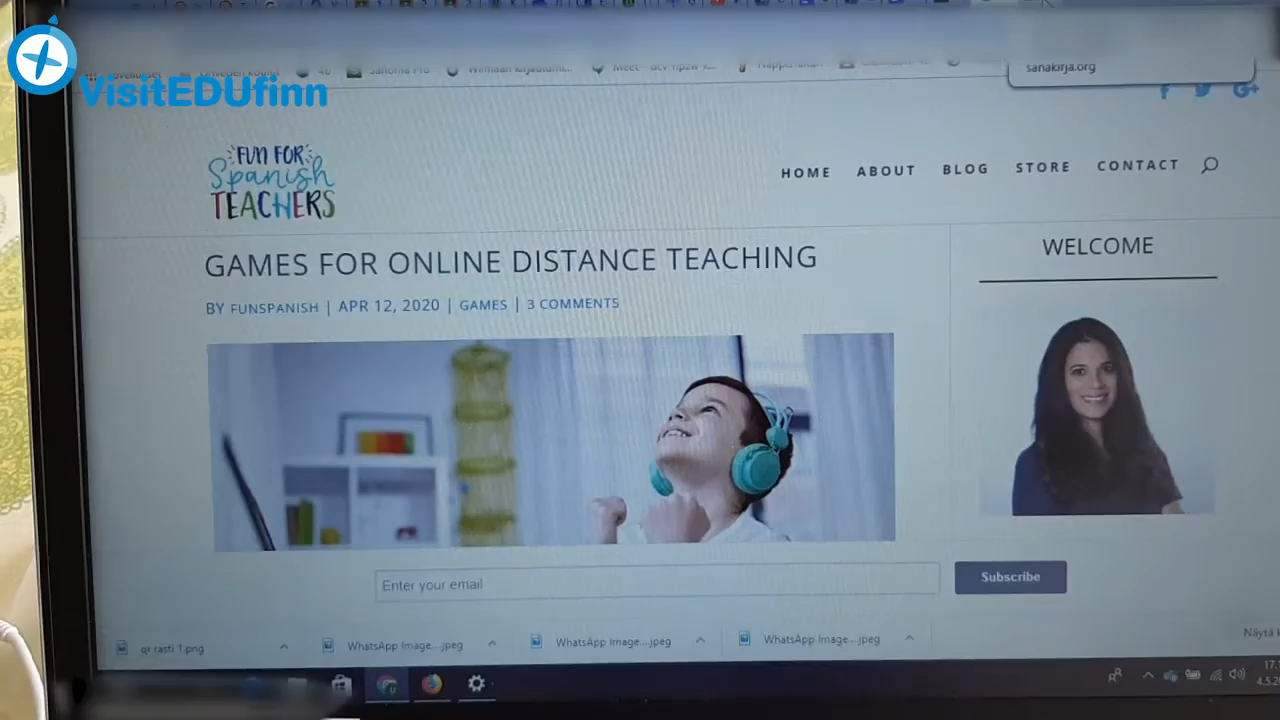 VisitEDUfinn
sanakirja.org
FUN FOR
Spanish
TEACHERS
HOME ABOUT BLOG STORE CONTACT
GAMES FOR ONLINE DISTANCE TEACHING
BY FUNSPANISH | APR 12, 2020 | GAMES | 3 COMMENTS
WELCOME
Enter your email
Subscribe
qr rasti 1.png
WhatsApp Image...jpeg
WhatsApp Image...jpeg
WhatsApp Image...jpeg
Näytä